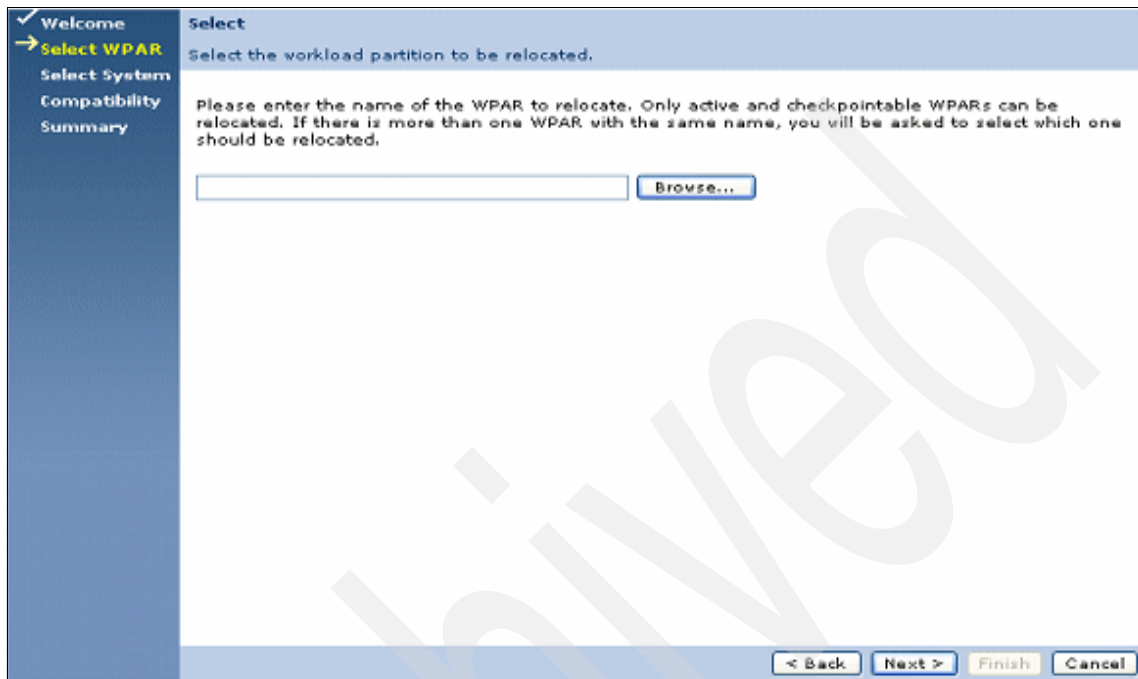 Welcome
Select WPAR
Select System
Compatibility
Summary
Select
Select the workload partition to be relocated.
Please enter the name of the WPAR to relocate. Only active and checkpointable WPARs can be
relocated. If there is more than one WPAR with the same name, you will be asked to select which one
should be relocated.
Browse...
< Back
Next >
Finish
Cancel
hived